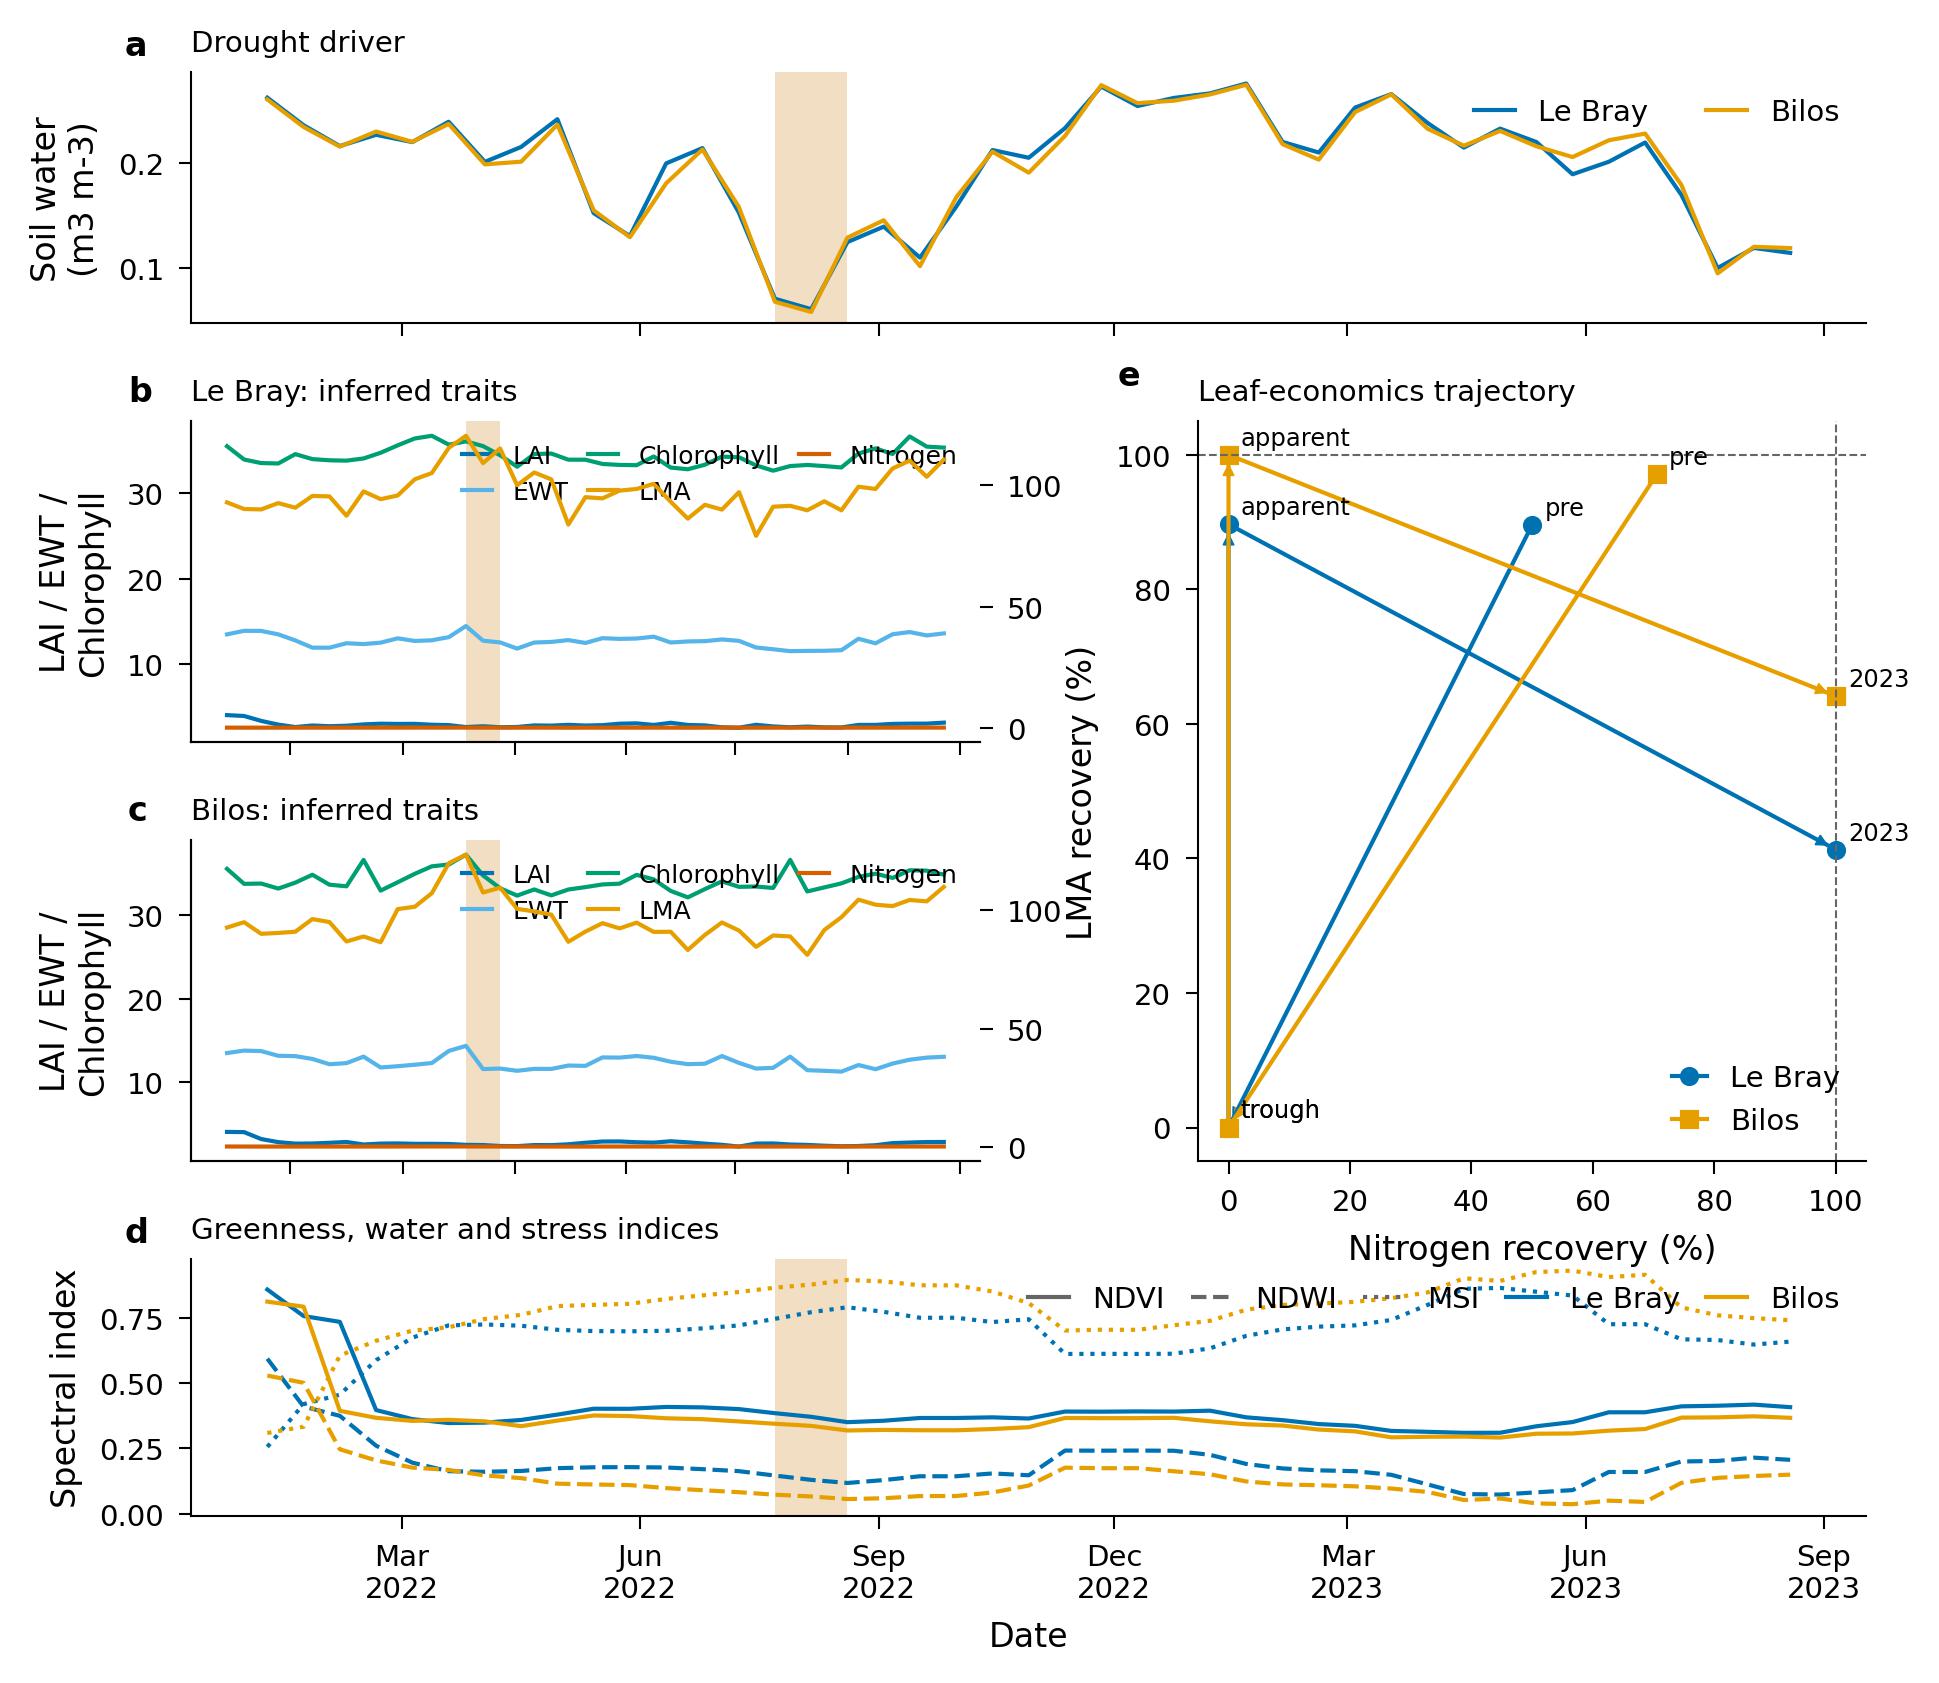 a Drought driver
Soil water
(m3 m-3)
0.2
0.1
Le Bray Bilos
b Le Bray: inferred traits
LAI / EWT /
Chlorophyll
30
20
10
LAI Chlorophyll Nitrogen
EWT LMA
100
50
0
c Bilos: inferred traits
LAI / EWT /
Chlorophyll
30
20
10
LAI Chlorophyll Nitrogen
EWT LMA
100
50
0
e Leaf-economics trajectory
LMA recovery (%)
100
80
60
40
20
0
apparent
pre
apparent
pre
2023
2023
trough
Le Bray
Bilos
0 20 40 60 80 100
Nitrogen recovery (%)
d Greenness, water and stress indices
Spectral index
0.75
0.50
0.25
0.00
NDVI NDWI MSI Le Bray Bilos
Mar Jun Sep Dec Mar Jun Sep
2022 2022 2022 2022 2023 2023 2023
Date